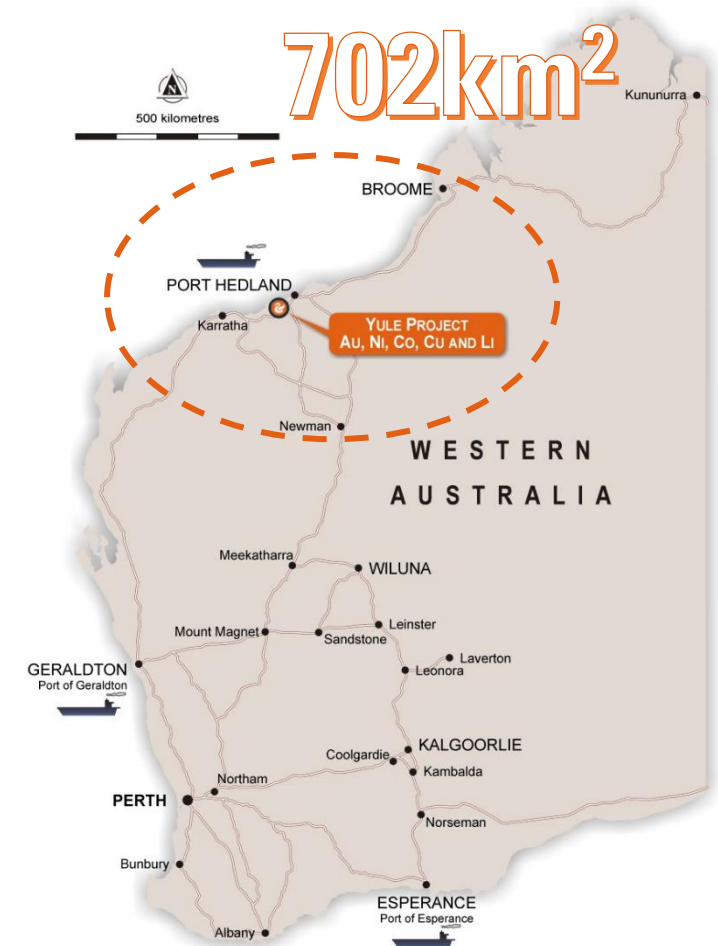 702km²
N
500 kilometres
Kununurra
BROOME
PORT HEDLAND
Karratha
YULE PROJECT
AU, NI, CO, CU AND LI
Newman
WESTERN
AUSTRALIA
Meekatharra
WILUNA
Mount Magnet
Sandstone
Leinster
GERALDTON
Port of Geraldton
Laverton
Leonora
KALGOORLIE
Coolgardie
Kambalda
Northam
PERTH
Norseman
Bunbury
ESPERANCE
Port of Esperance
Albany